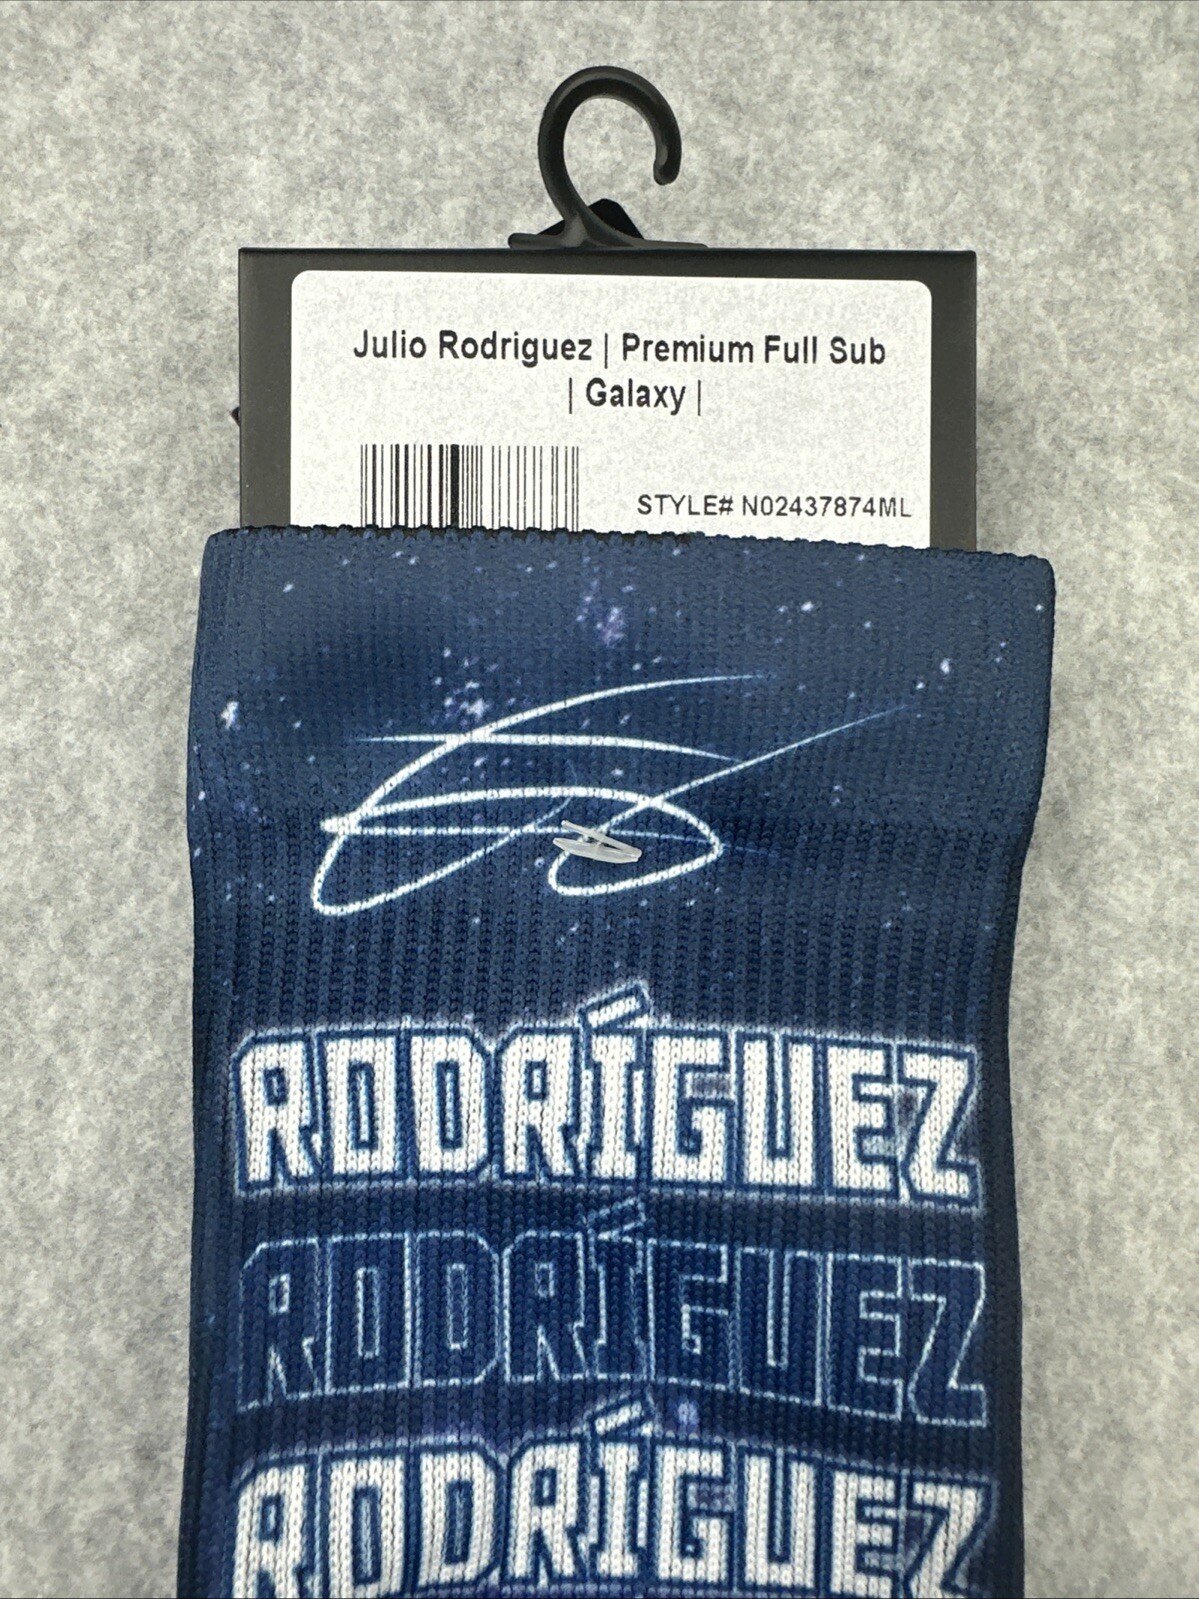 Julio Rodriguez | Premium Full Sub
| Galaxy |
STYLE# N02437874ML
RODRÍGUEZ
RODRÍGUEZ
RODRÍGUEZ